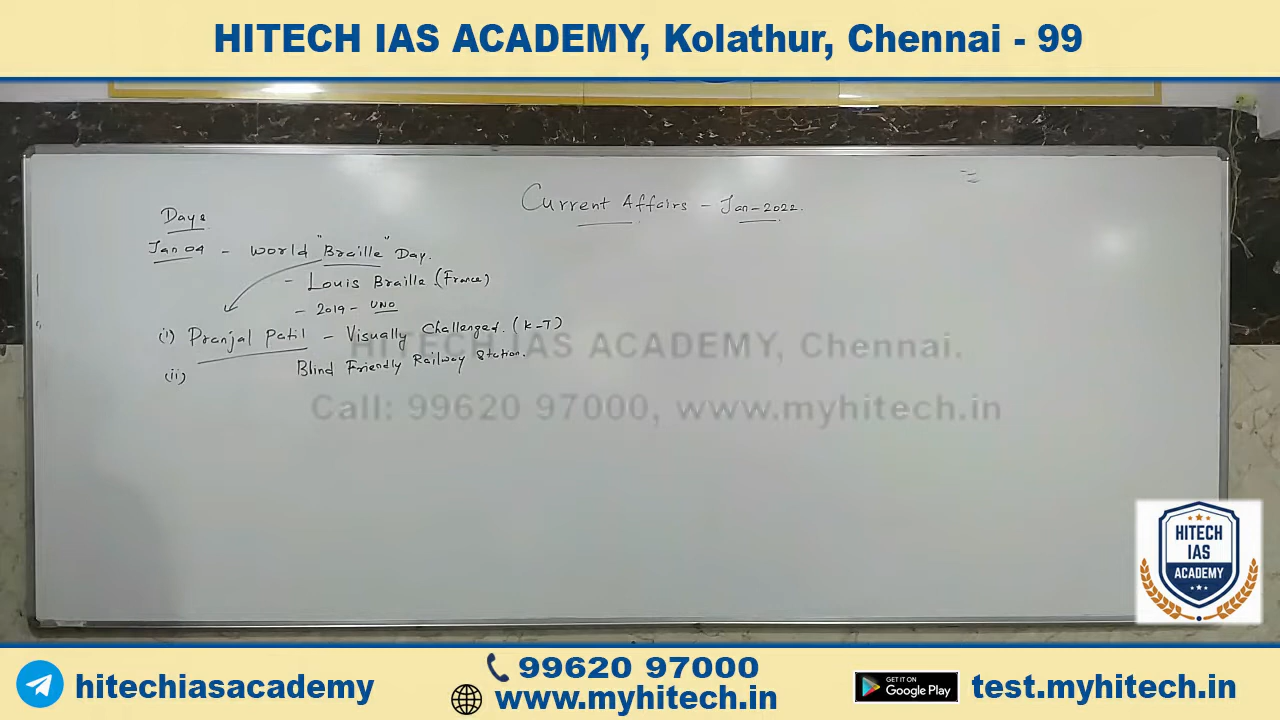 HITECH IAS ACADEMY, Kolathur, Chennai - 99
Current Affairs - Jan-2022.
Days
Jan 04 - World "Braille" Day.
- Louis Braille (France)
- 2019 - UNO
(i) Pranjal Patil - Visually Challenged. (K-T)
(ii) Blind Friendly Railway Station.
HITECH IAS ACADEMY, Chennai.
Call: 99620 97000, www.myhitech.in
HITECH
IAS
ACADEMY
hitechiasacademy
99620 97000
www.myhitech.in
GET IT ON
Google Play
test.myhitech.in